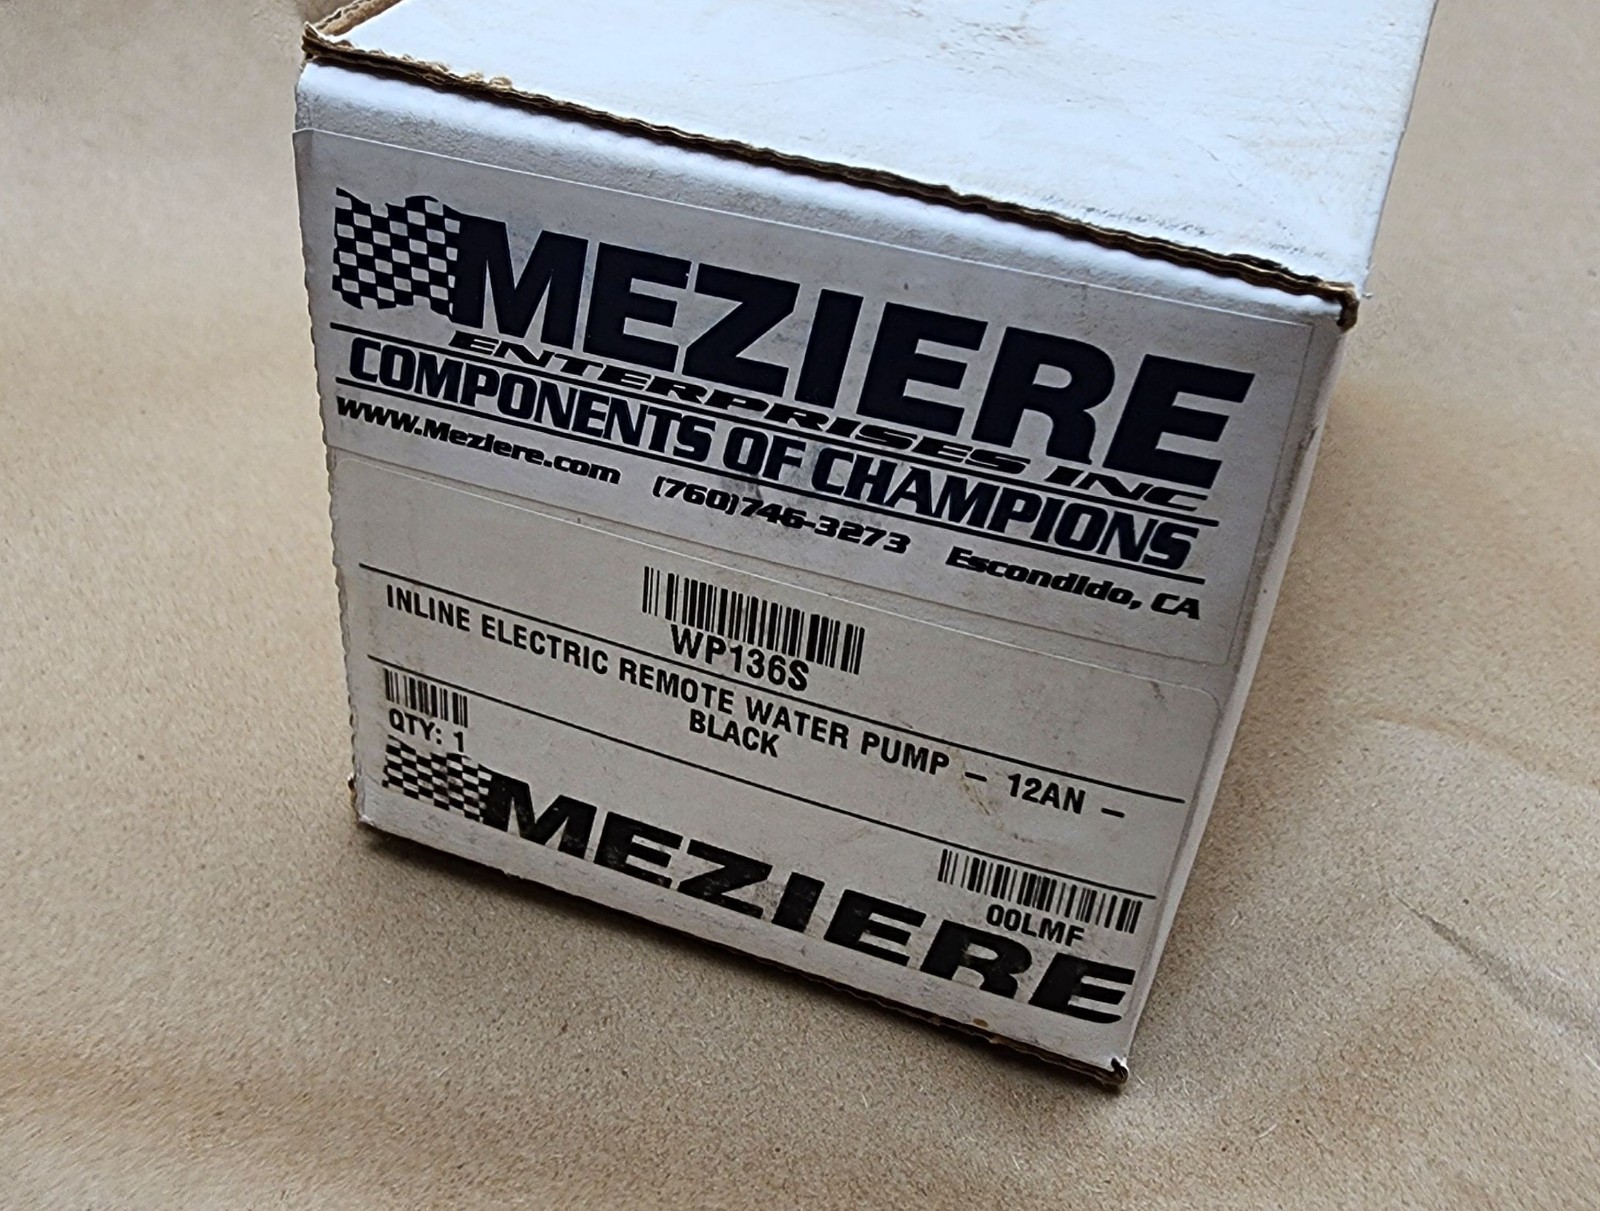 MEZIERE
ENTERPRISES INC
COMPONENTS OF CHAMPIONS
www.Meziere.com (760)746-3273 Escondido, CA
WP136S
INLINE ELECTRIC REMOTE WATER PUMP - 12AN -
BLACK
QTY: 1
00LMF
MEZIERE